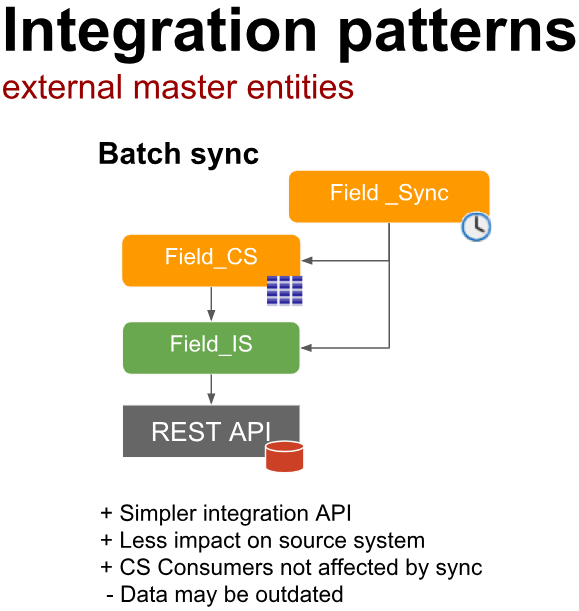 Integration patterns
external master entities
Batch sync
Field _Sync
Field_CS
Field_IS
REST API
+ Simpler integration API
+ Less impact on source system
+ CS Consumers not affected by sync
- Data may be outdated